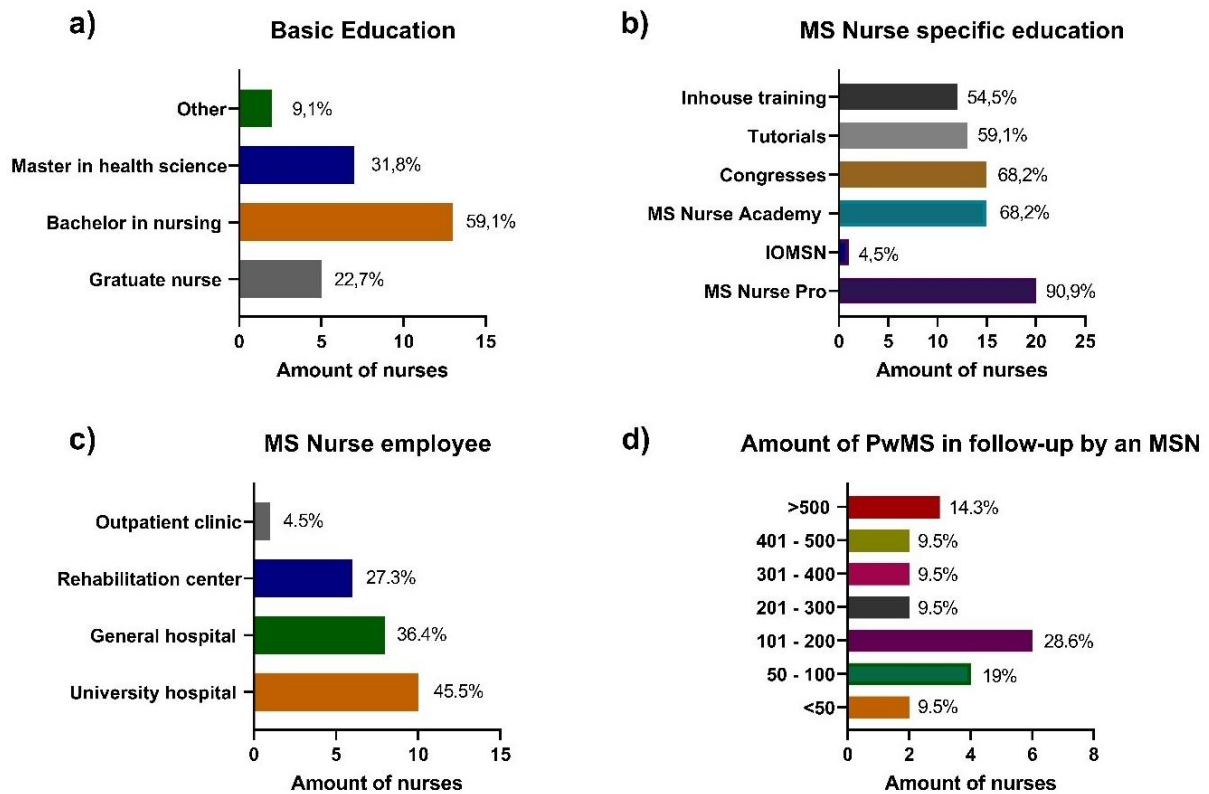 a) Basic Education
Other 9,1%
Master in health science 31,8%
Bachelor in nursing 59,1%
Gratuate nurse 22,7%
0 5 10 15
Amount of nurses
b) MS Nurse specific education
Inhouse training 54,5%
Tutorials 59,1%
Congresses 68,2%
MS Nurse Academy 68,2%
IOMSN 4,5%
MS Nurse Pro 90,9%
0 5 10 15 20 25
Amount of nurses
c) MS Nurse employee
Outpatient clinic 4.5%
Rehabilitation center 27.3%
General hospital 36.4%
University hospital 45.5%
0 5 10 15
Amount of nurses
d) Amount of PwMS in follow-up by an MSN
>500 14.3%
401 - 500 9.5%
301 - 400 9.5%
201 - 300 9.5%
101 - 200 28.6%
50 - 100 19%
<50 9.5%
0 2 4 6 8
Amount of nurses